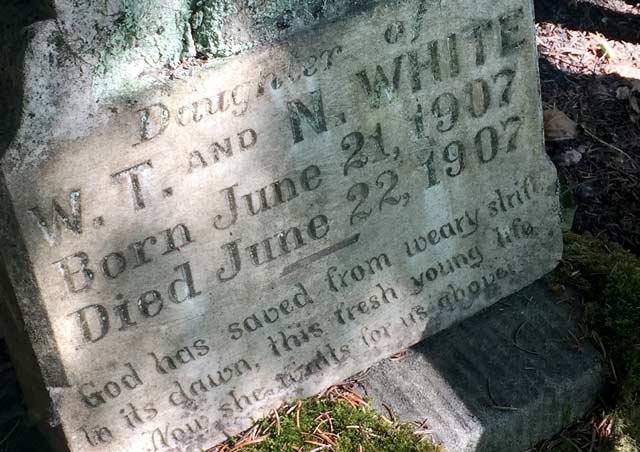 Daughter of
W. T. AND N. WHITE
Born June 21, 1907
Died June 22, 1907
God has saved from weary strife
In its dawn, this fresh young life
Now she waits for us above.